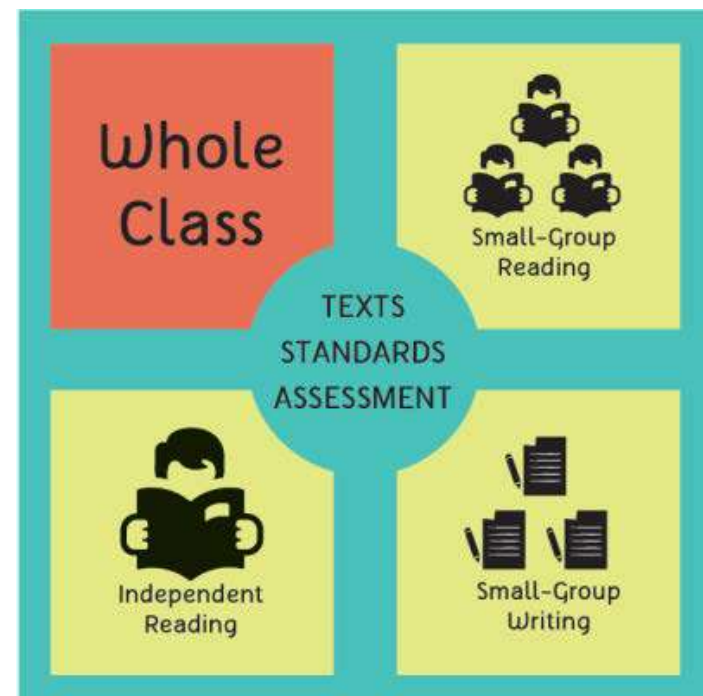 Whole
Class
Small-Group
Reading
TEXTS
STANDARDS
ASSESSMENT
Independent
Reading
Small-Group
Writing